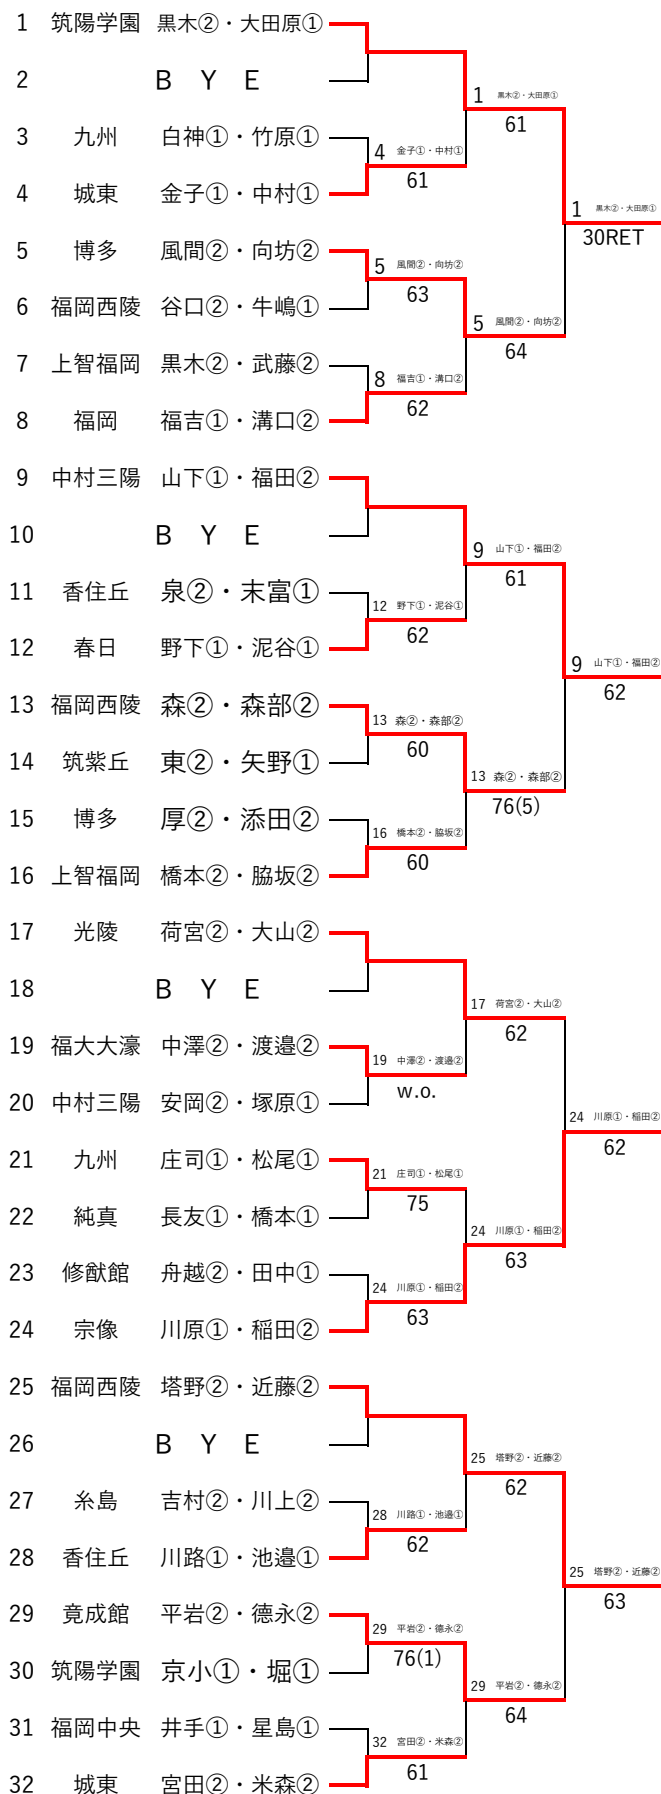 1 筑陽学園 黒木②・大田原①
2 BYE
1 黒木②・大田原①
61
3 九州 白神①・竹原①
4 金子①・中村①
61
4 城東 金子①・中村①
1 黒木②・大田原①
30RET
5 博多 風間②・向坊②
5 風間②・向坊②
63
6 福岡西陵 谷口②・牛嶋①
5 風間②・向坊②
64
7 上智福岡 黒木②・武藤②
8 福吉①・溝口②
62
8 福岡 福吉①・溝口②
9 中村三陽 山下①・福田②
10 BYE
9 山下①・福田②
61
11 香住丘 泉②・末富①
12 野下①・泥谷①
62
12 春日 野下①・泥谷①
9 山下①・福田②
62
13 福岡西陵 森②・森部②
13 森②・森部②
60
14 筑紫丘 東②・矢野①
13 森②・森部②
76(5)
15 博多 厚②・添田②
16 橋本②・脇坂②
60
16 上智福岡 橋本②・脇坂②
17 光陵 荷宮②・大山②
18 BYE
17 荷宮②・大山②
62
19 福大大濠 中澤②・渡邉②
19 中澤②・渡邉②
w.o.
20 中村三陽 安岡②・塚原①
24 川原①・稲田②
62
21 九州 庄司①・松尾①
21 庄司①・松尾①
75
22 純真 長友①・橋本①
24 川原①・稲田②
63
23 修猷館 舟越②・田中①
24 川原①・稲田②
63
24 宗像 川原①・稲田②
25 福岡西陵 塔野②・近藤②
26 BYE
25 塔野②・近藤②
62
27 糸島 吉村②・川上②
28 川路①・池邉①
62
28 香住丘 川路①・池邉①
25 塔野②・近藤②
63
29 竟成館 平岩②・德永②
29 平岩②・德永②
76(1)
30 筑陽学園 京小①・堀①
29 平岩②・德永②
64
31 福岡中央 井手①・星島①
32 宮田②・米森②
61
32 城東 宮田②・米森②